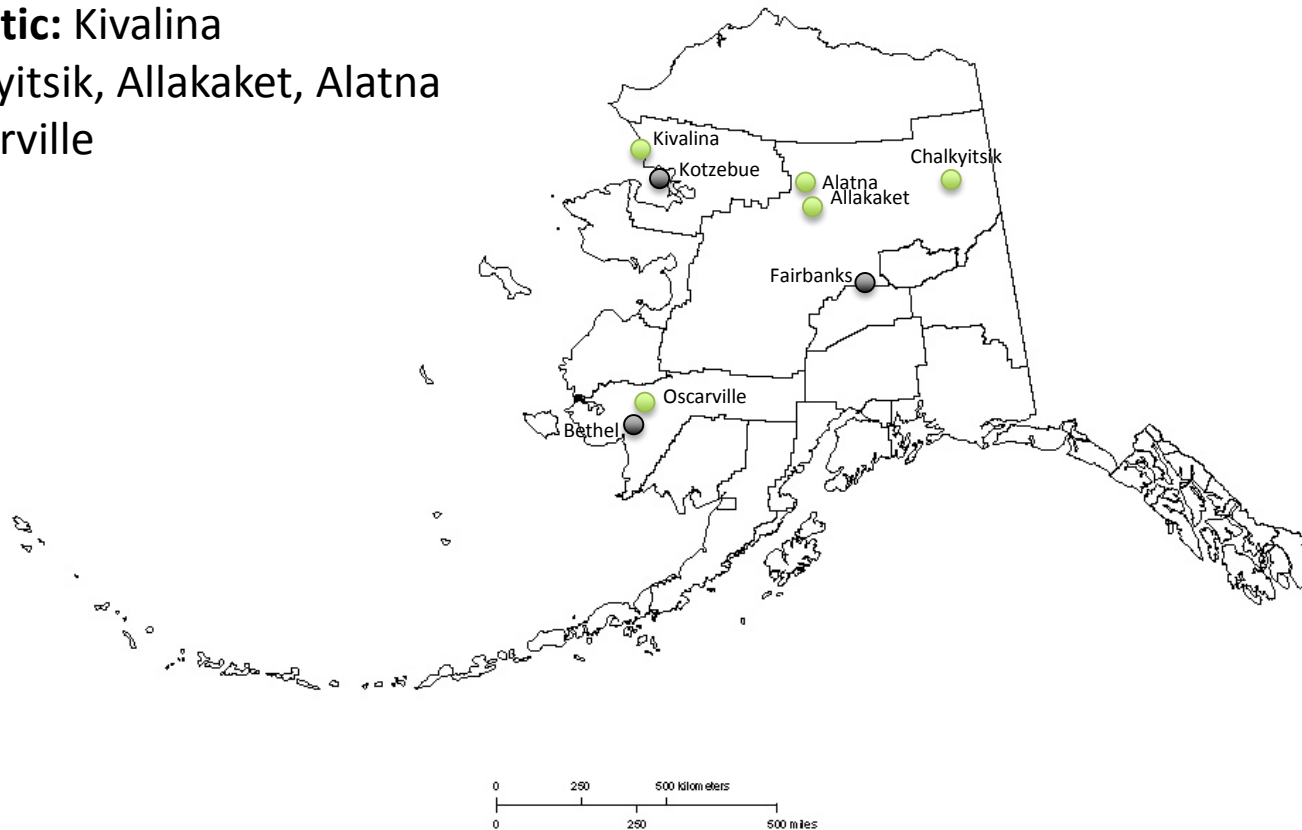 tic: Kivalina
yitsik, Allakaket, Alatna
rville
Kivalina
Kotzebue
Chalkyitsik
Alatna
Allakaket
Fairbanks
Oscarville
Bethel
0 250 500 kilometers
0 250 500 miles